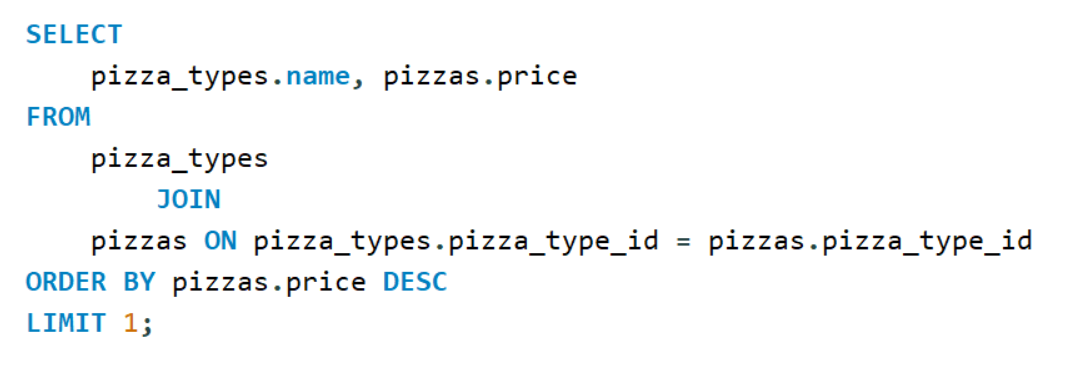 SELECT
    pizza_types.name, pizzas.price
FROM
    pizza_types
        JOIN
    pizzas ON pizza_types.pizza_type_id = pizzas.pizza_type_id
ORDER BY pizzas.price DESC
LIMIT 1;